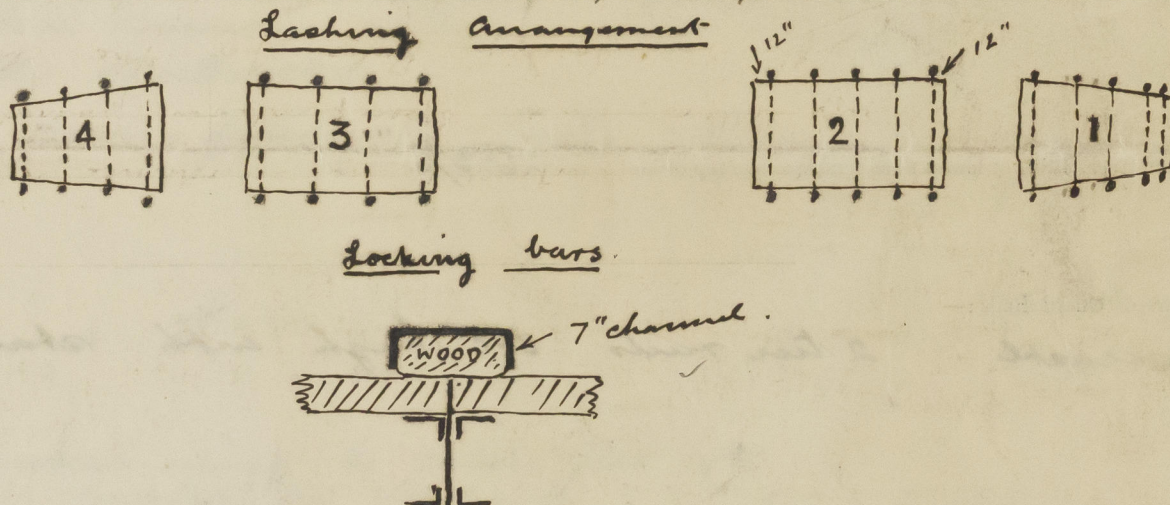 Lashing Arrangement
12" 12"
4 3 2 1
Locking bars
7" channel.
WOOD